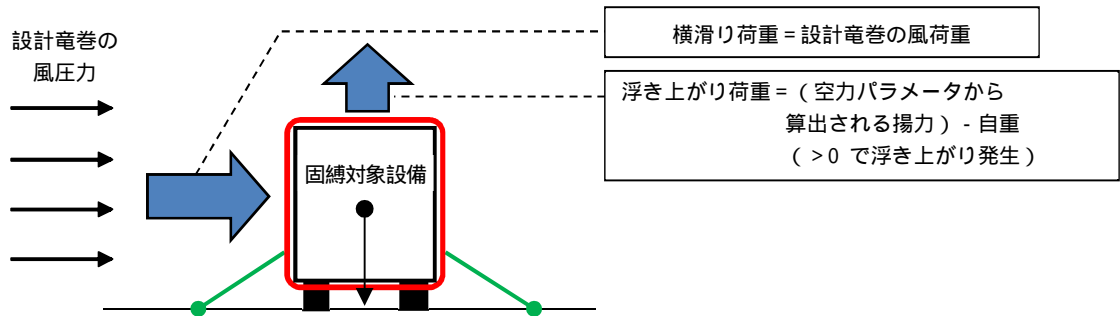 設計竜巻の
風圧力
横滑り荷重=設計竜巻の風荷重
浮き上がり荷重=(空力パラメータから
算出される揚力)-自重
(>0 で浮き上がり発生)
固縛対象設備